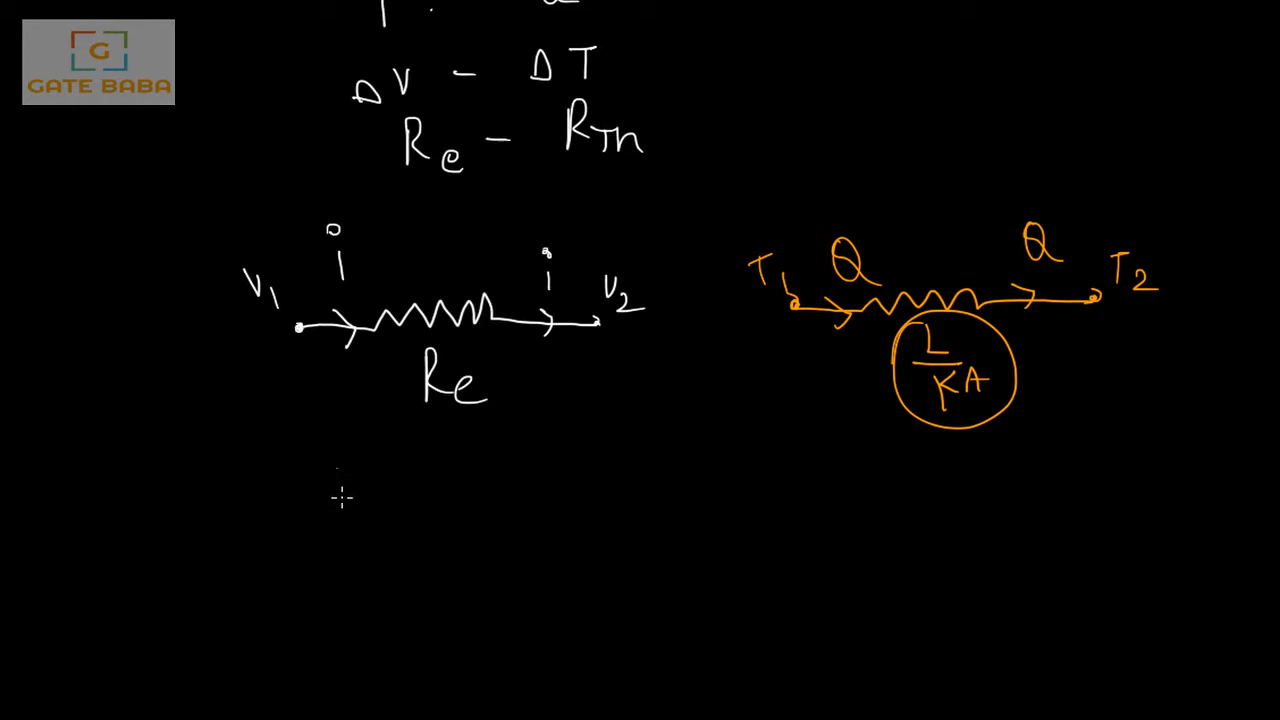 G
GATE BABA
ΔV - ΔT
Re - RTh
i i
V1 V2
Re
Q Q
T1 T2
L
KA